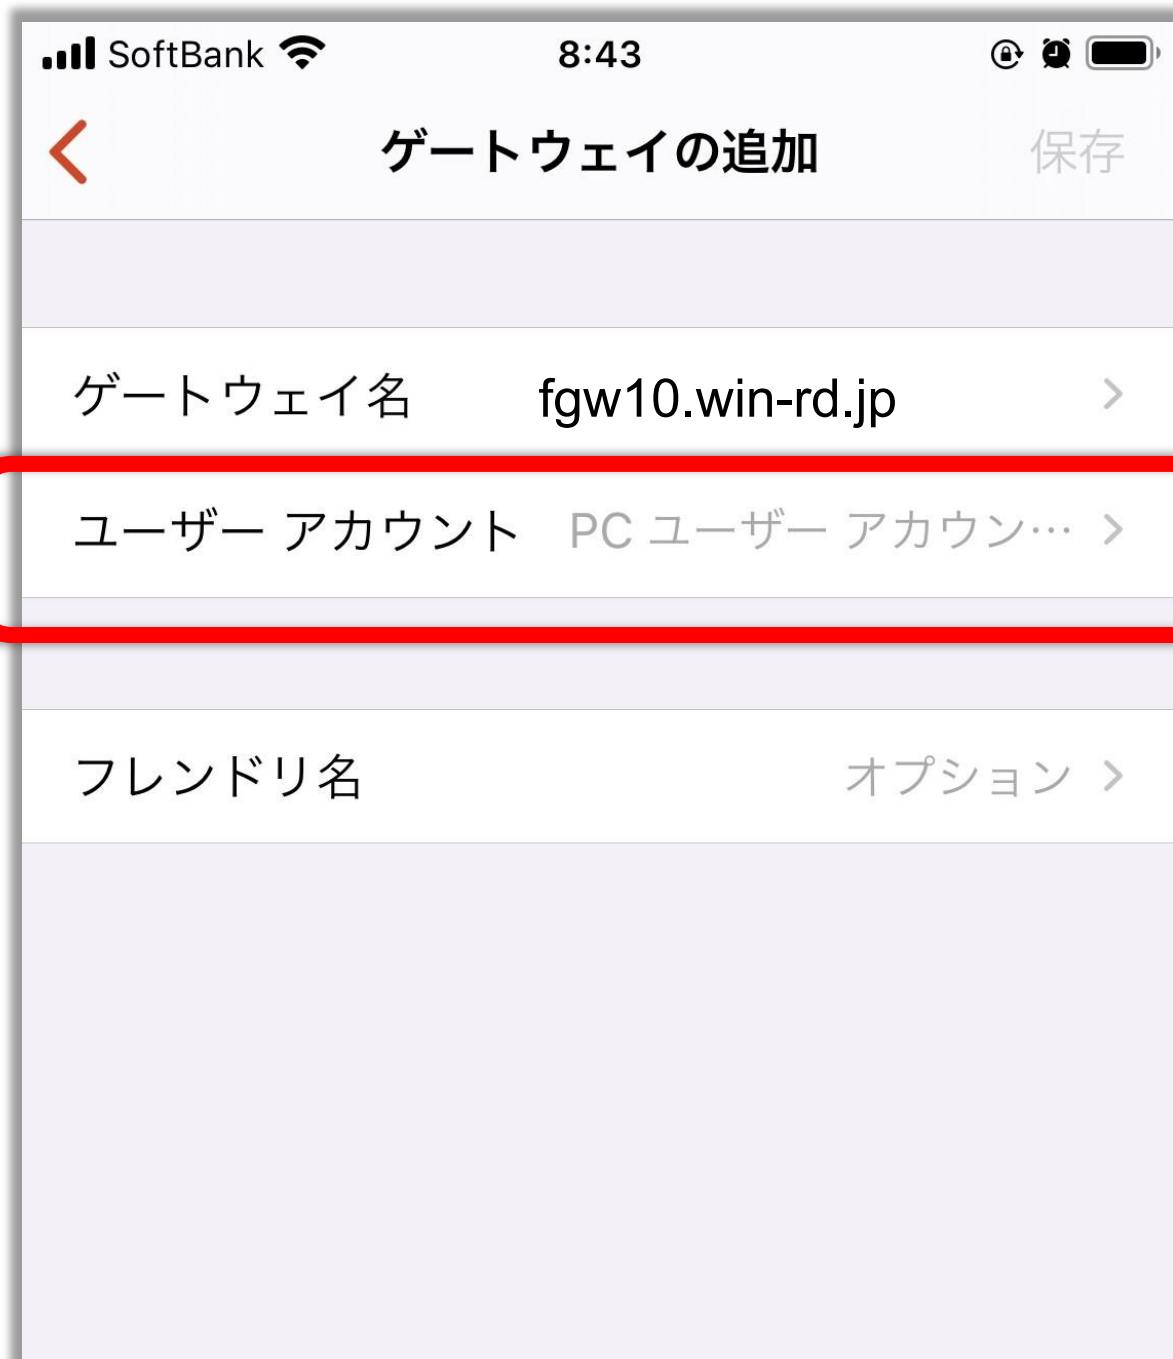 SoftBank 8:43
ゲートウェイの追加 保存
ゲートウェイ名 fgw10.win-rd.jp
ユーザー アカウント PC ユーザー アカウン…
フレンドリ名 オプション